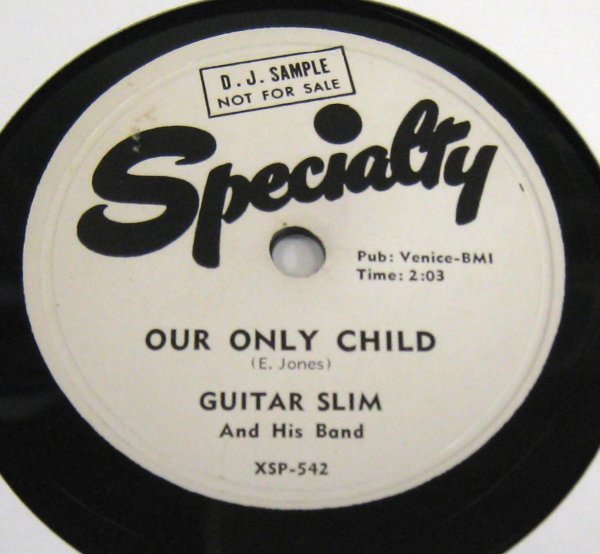 D. J. SAMPLE
NOT FOR SALE
Specialty
Pub: Venice-BMI
Time: 2:03
OUR ONLY CHILD
(E. Jones)
GUITAR SLIM
And His Band
XSP-542